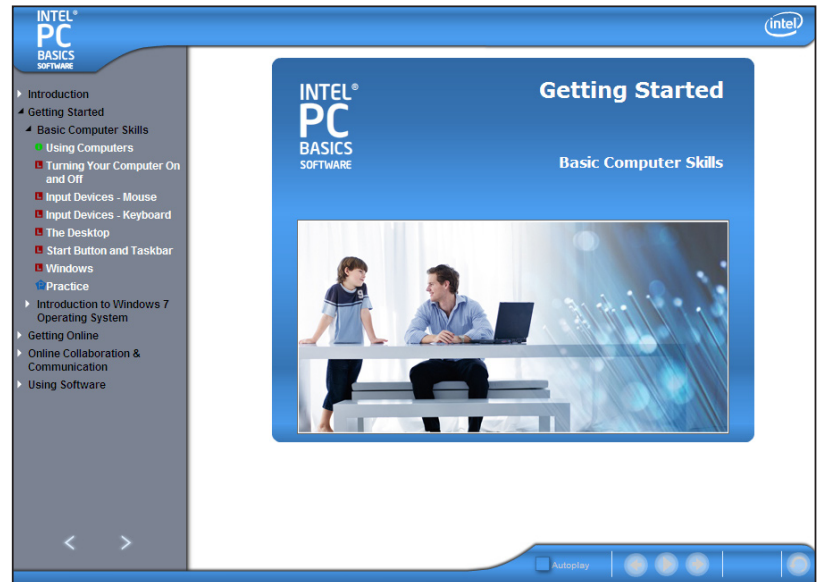 INTEL®
PC
BASICS
SOFTWARE
intel
Introduction
Getting Started
Basic Computer Skills
Using Computers
Turning Your Computer On
and Off
Input Devices - Mouse
Input Devices - Keyboard
The Desktop
Start Button and Taskbar
Windows
Practice
Introduction to Windows 7
Operating System
Getting Online
Online Collaboration &
Communication
Using Software
INTEL®
PC
BASICS
SOFTWARE
Getting Started
Basic Computer Skills
Autoplay